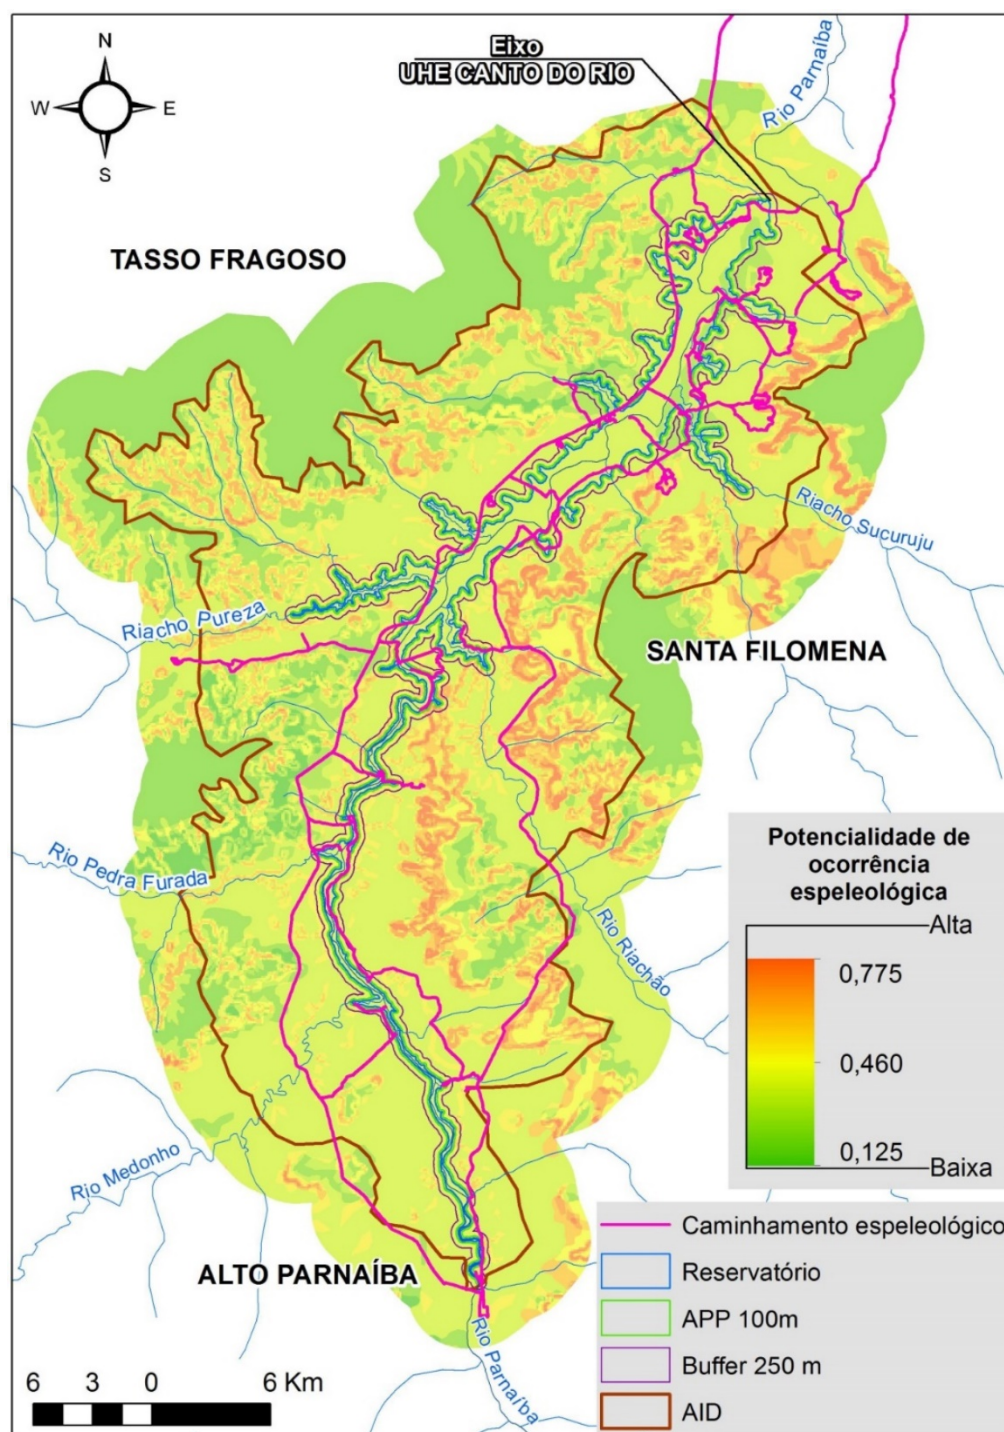 N
W
E
S
Eixo
UHE CANTO DO RIO
Rio Parnaíba
TASSO FRAGOSO
Riacho Sucuruju
Riacho Pureza
SANTA FILOMENA
Rio Pedra Furada
Rio Riachão
Rio Medonho
ALTO PARNAÍBA
Rio Parnaíba
Potencialidade de
ocorrência
espeleológica
Alta
0,775
0,460
0,125
Baixa
Caminhamento espeleológico
Reservatório
APP 100m
Buffer 250 m
AID
6 3 0 6 Km